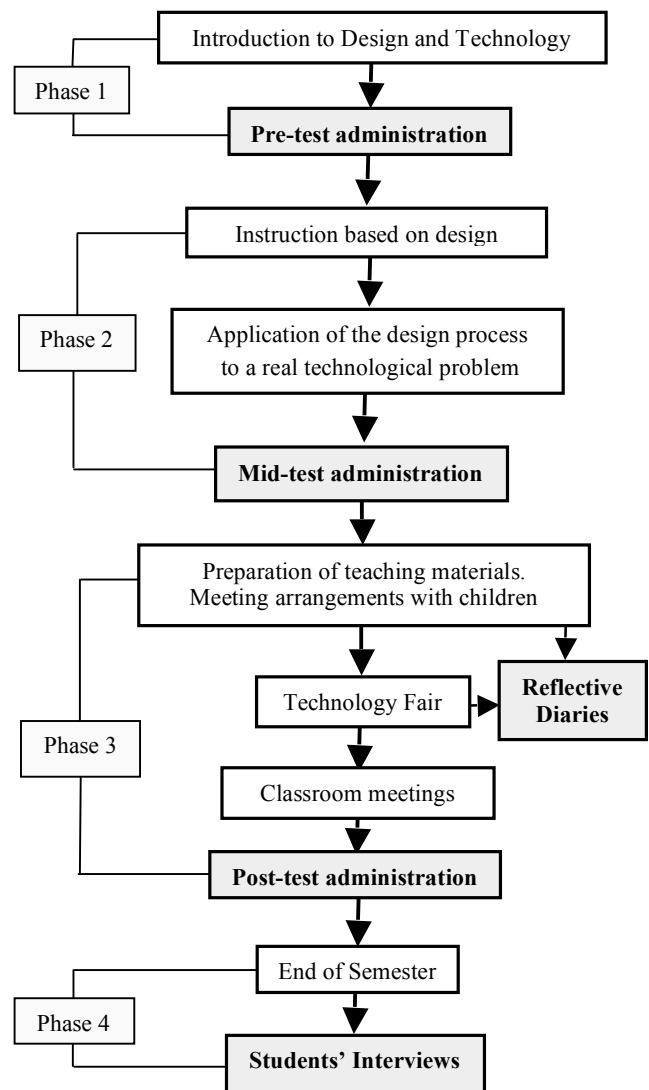 Introduction to Design and Technology
Phase 1
Pre-test administration
Instruction based on design
Phase 2
Application of the design process
to a real technological problem
Mid-test administration
Preparation of teaching materials.
Meeting arrangements with children
Reflective
Diaries
Technology Fair
Phase 3
Classroom meetings
Post-test administration
End of Semester
Phase 4
Students’ Interviews